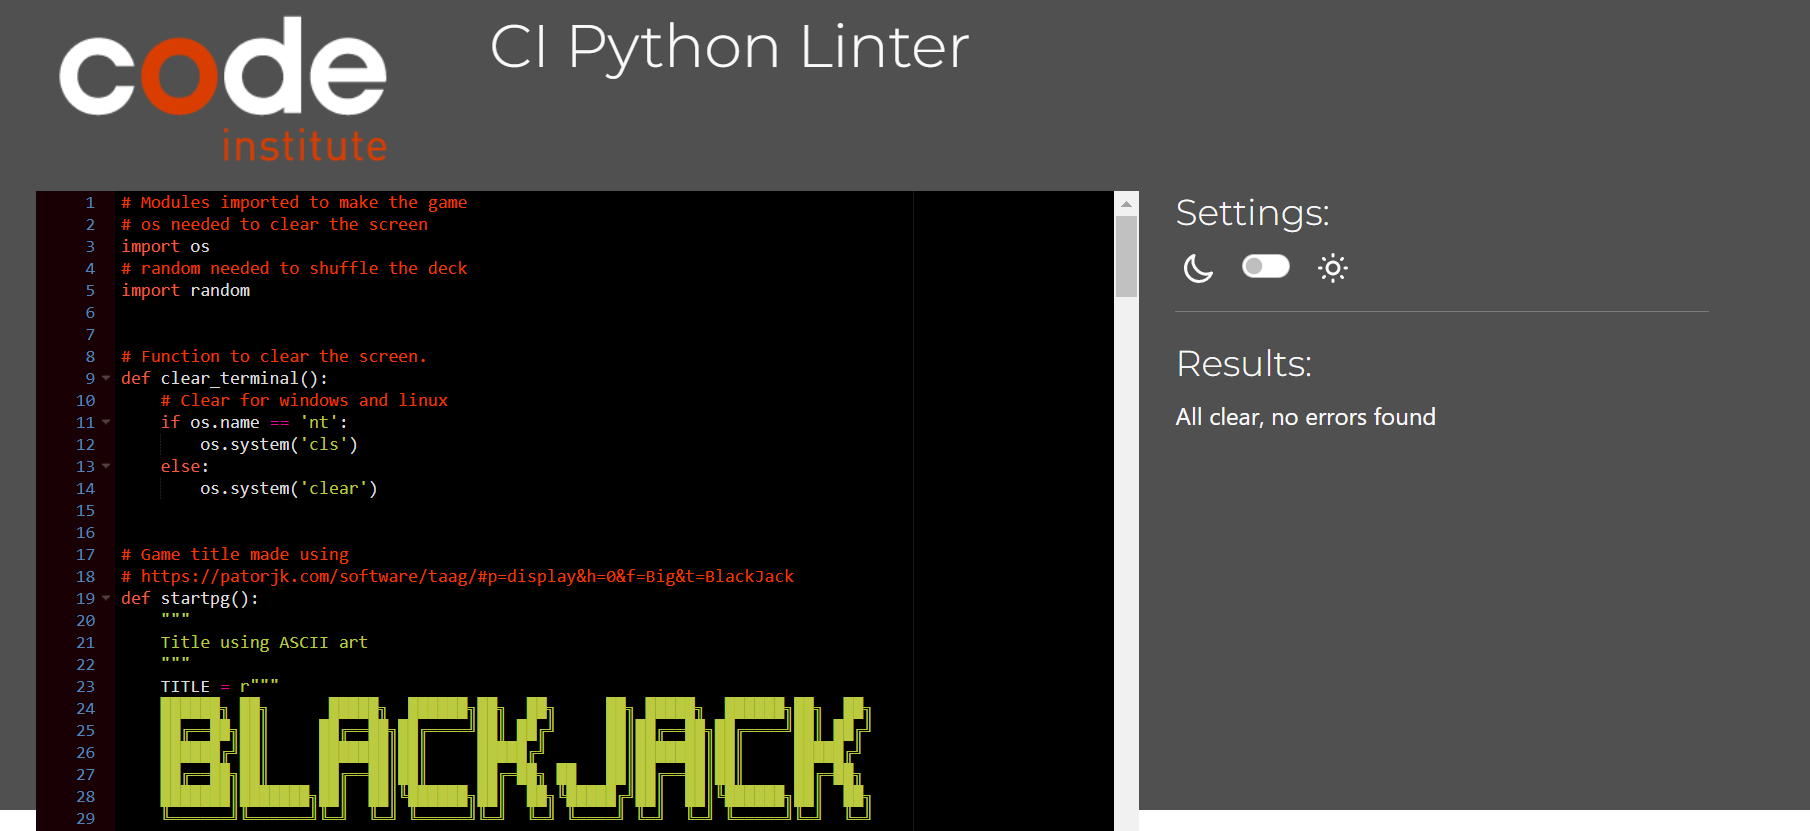 code
institute
CI Python Linter
1 # Modules imported to make the game
2 # os needed to clear the screen
3 import os
4 # random needed to shuffle the deck
5 import random
6
7
8 # Function to clear the screen.
9 def clear_terminal():
10     # Clear for windows and linux
11     if os.name == 'nt':
12         os.system('cls')
13     else:
14         os.system('clear')
15
16
17 # Game title made using
18 # https://patorjk.com/software/taag/#p=display&h=0&f=Big&t=BlackJack
19 def startpg():
20     """
21     Title using ASCII art
22     """
23     TITLE = r"""
24
25
26 BLACKJACK
27
28
29
Settings:
Results:
All clear, no errors found